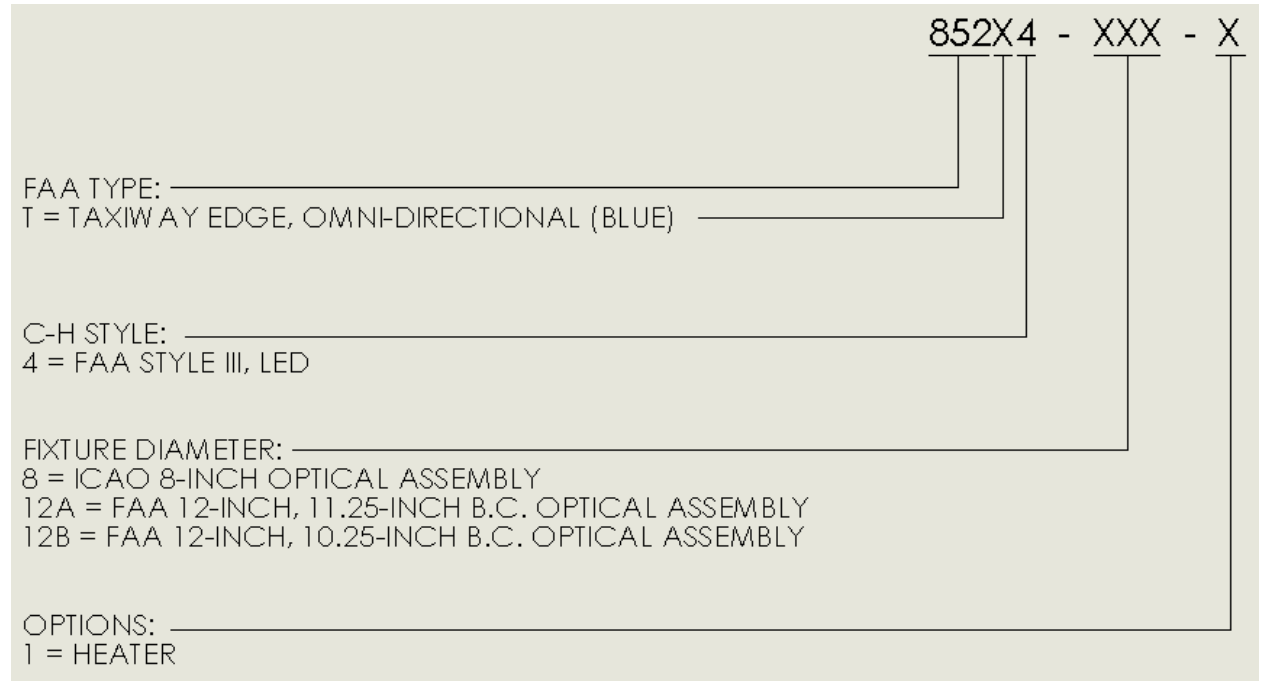 852X4 - XXX - X
FAA TYPE:
T = TAXIWAY EDGE, OMNI-DIRECTIONAL (BLUE)
C-H STYLE:
4 = FAA STYLE III, LED
FIXTURE DIAMETER:
8 = ICAO 8-INCH OPTICAL ASSEMBLY
12A = FAA 12-INCH, 11.25-INCH B.C. OPTICAL ASSEMBLY
12B = FAA 12-INCH, 10.25-INCH B.C. OPTICAL ASSEMBLY
OPTIONS:
1 = HEATER